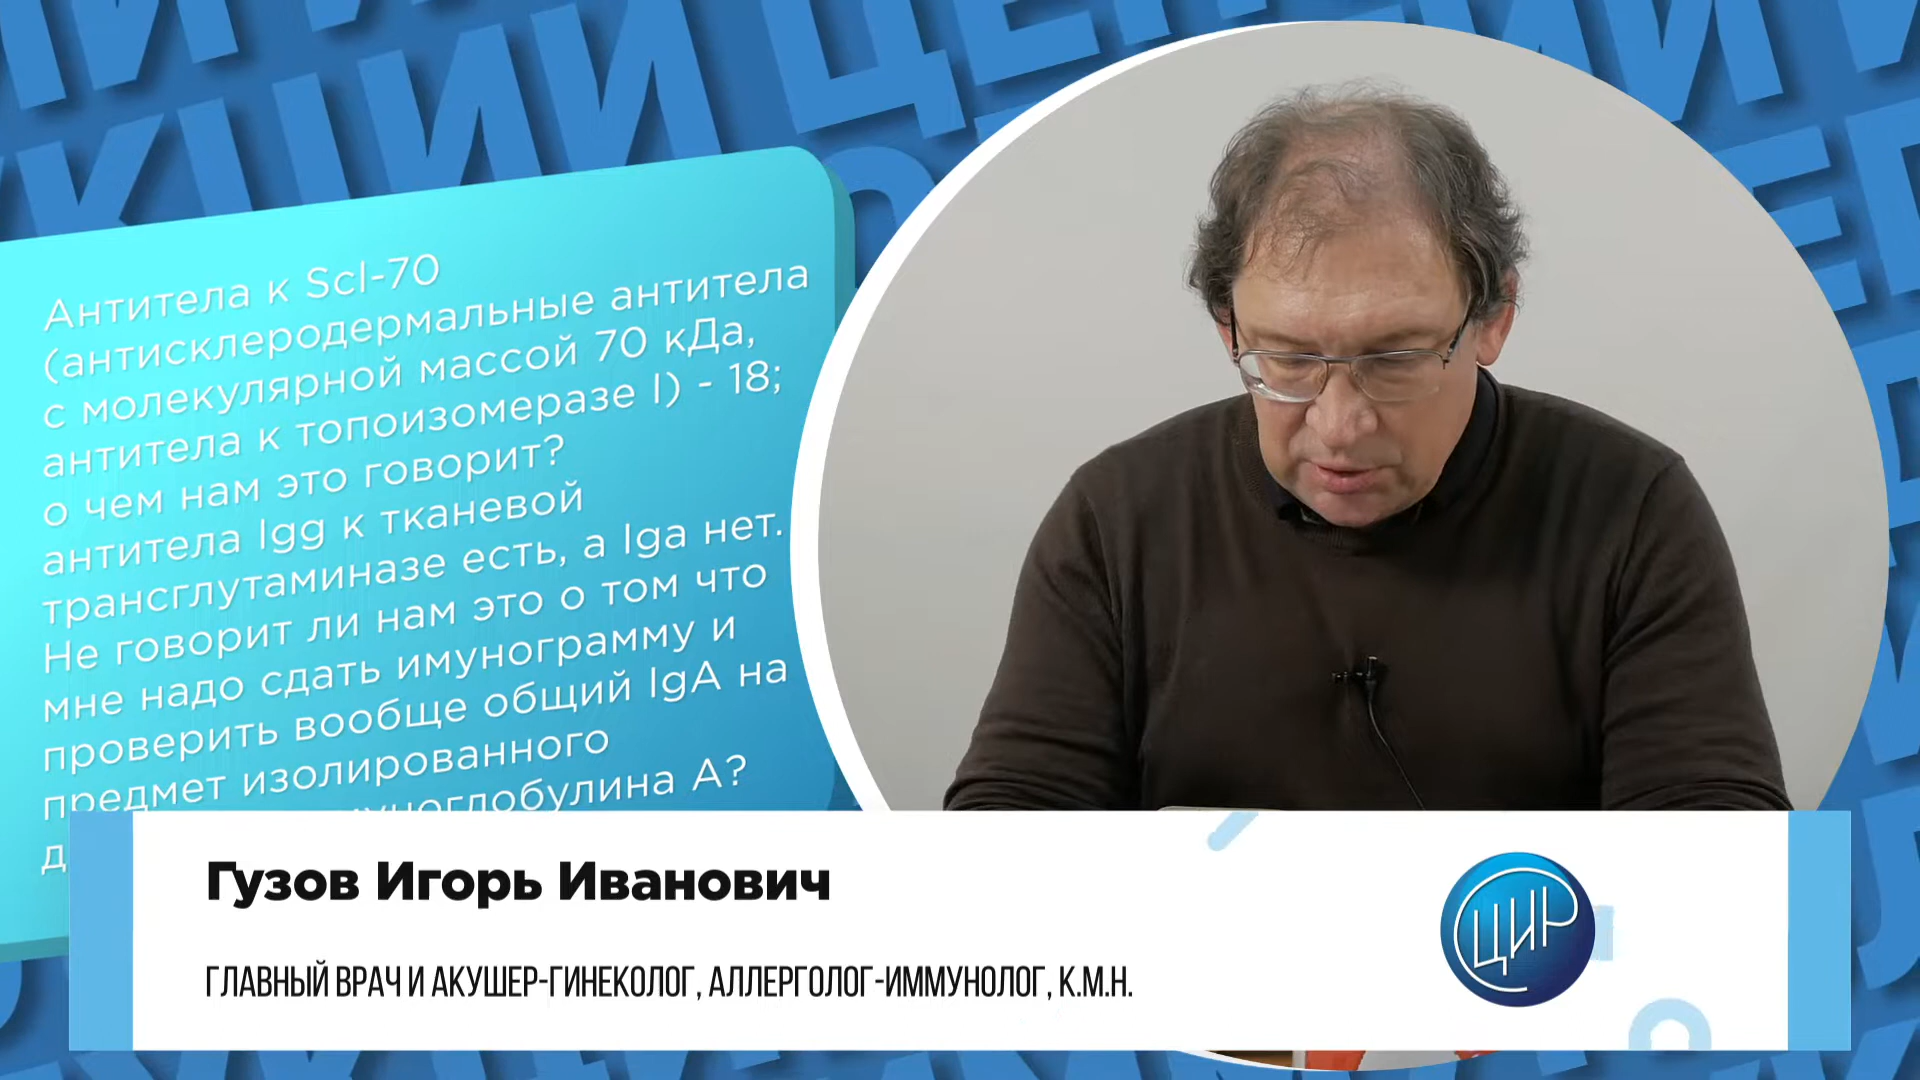 Антитела к Scl-70
(антисклеродермальные антитела
с молекулярной массой 70 кДа,
антитела к топоизомеразе I) - 18;
о чем нам это говорит?
антитела Igg к тканевой
трансглутаминазе есть, а Iga нет.
Не говорит ли нам это о том что
мне надо сдать имунограмму и
проверить вообще общий IgA на
предмет изолированного
А?
Гузов Игорь Иванович
ГЛАВНЫЙ ВРАЧ И АКУШЕР-ГИНЕКОЛОГ, АЛЛЕРГОЛОГ-ИММУНОЛОГ, К.М.Н.
ЦИР